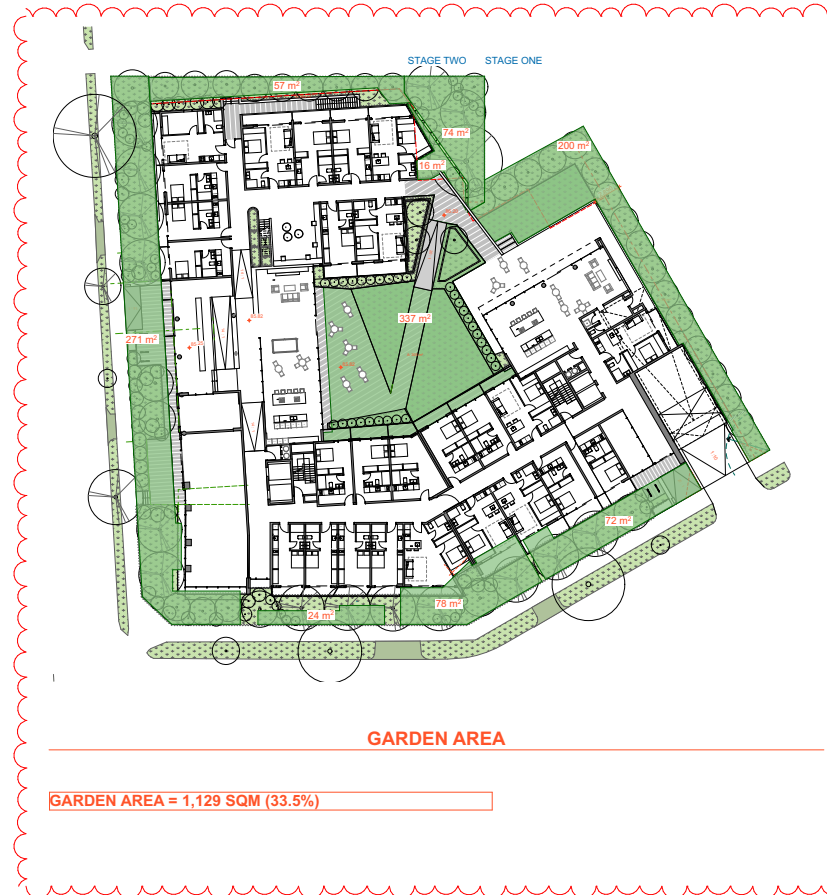 STAGE TWO STAGE ONE
57 m²
74 m²
200 m²
16 m²
337 m²
271 m²
72 m²
78 m²
24 m²
GARDEN AREA
GARDEN AREA = 1,129 SQM (33.5%)